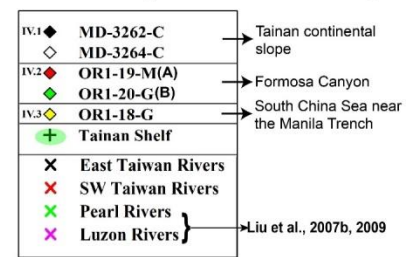 IV.1 MD-3262-C
MD-3264-C
Tainan continental
slope
IV.2 OR1-19-M(A)
OR1-20-G(B)
Formosa Canyon
IV.3 OR1-18-G
South China Sea near
the Manila Trench
Tainan Shelf
East Taiwan Rivers
SW Taiwan Rivers
Pearl Rivers
Luzon Rivers
Liu et al., 2007b, 2009